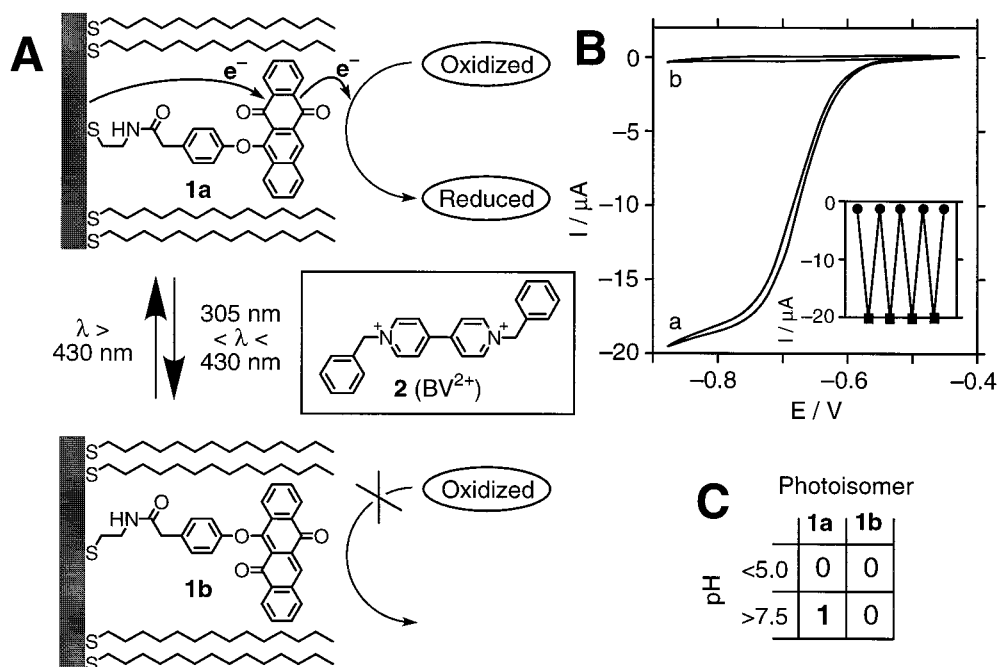 A
S
S
e⁻
e⁻
Oxidized
S
HN
O
O
O
O
1a
Reduced
S
S
λ >
430 nm
305 nm
< λ <
430 nm
N
+
N
+
2 (BV²⁺)
S
S
Oxidized
S
HN
O
O
O
O
1b
S
S
B
0
b
−5
−10
−15
−20
a
I / μA
0
−10
−20
I / μA
−0.8
−0.6
−0.4
E / V
C
Photoisomer
1a 1b
pH
<5.0 0 0
>7.5 1 0